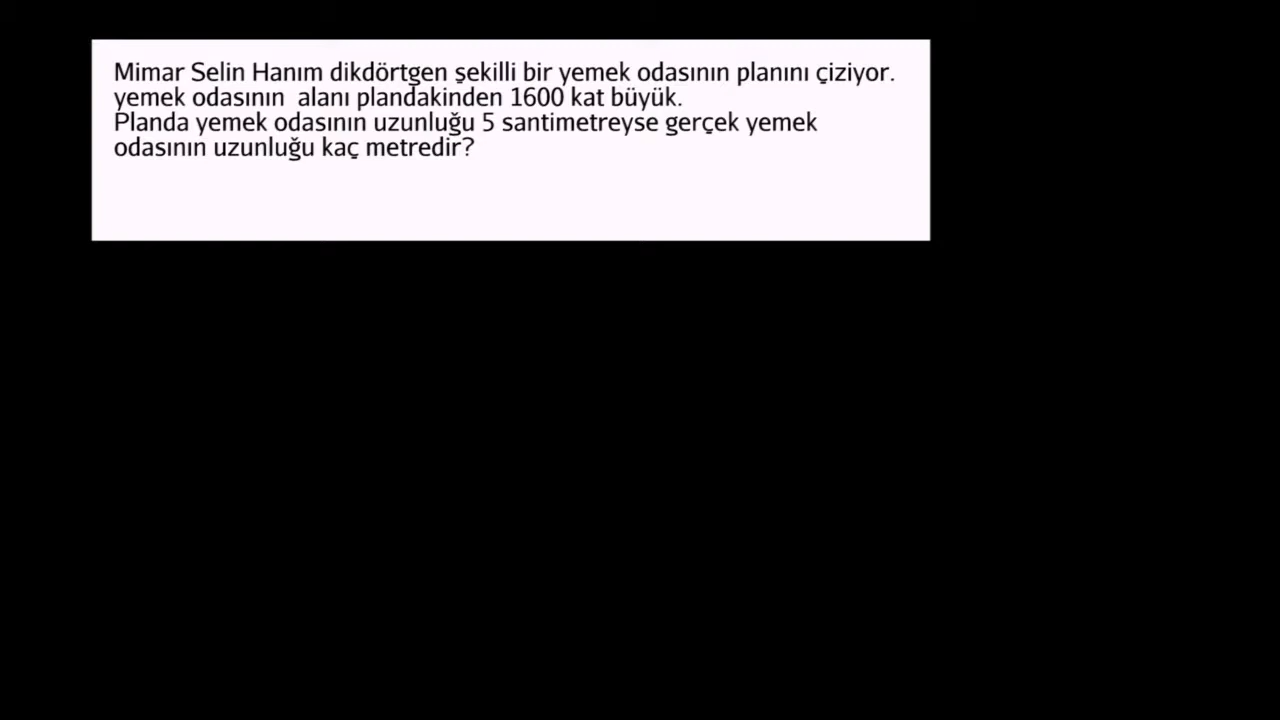 Mimar Selin Hanım dikdörtgen şekilli bir yemek odasının planını çiziyor.
yemek odasının  alanı plandakinden 1600 kat büyük.
Planda yemek odasının uzunluğu 5 santimetreyse gerçek yemek
odasının uzunluğu kaç metredir?